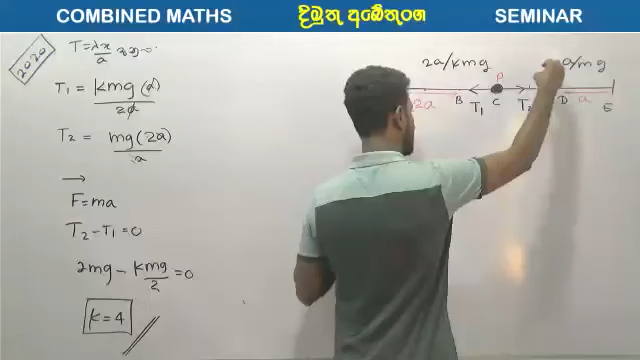 COMBINED MATHS
දිමුතු අබේතුංග
SEMINAR
2020
T = λx/a
T₁ = kmg(a)/2a
T₂ = mg(2a)/a
F = ma
T₂ - T₁ = 0
2mg - kmg/2 = 0
k = 4
2a/kmg
a/mg
P
2a B T₁ C T₂ D a E